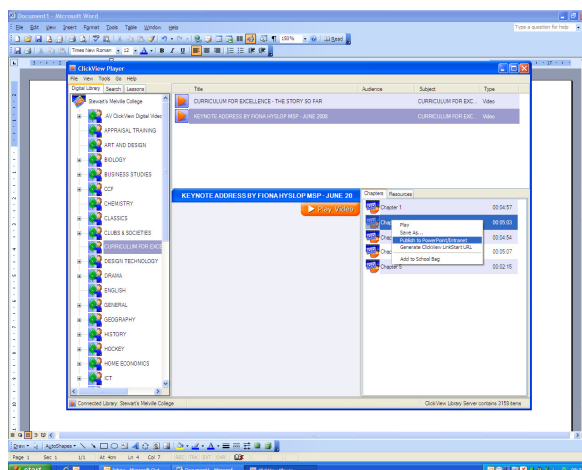 Document1 - Microsoft Word
File Edit View Insert Format Tools Table Window Help
Type a question for help
150%
Read
Times New Roman 12
B I U
ClickView Player
File View Tools Go Help
Digital Library Search Lessons
Stewart's Melville College
AV ClickView Digital Video
APPRAISAL TRAINING
ART AND DESIGN
BIOLOGY
BUSINESS STUDIES
CCF
CHEMISTRY
CLASSICS
CLUBS & SOCIETIES
CURRICULUM FOR EXCE
DESIGN TECHNOLOGY
DRAMA
ENGLISH
GENERAL
GEOGRAPHY
HISTORY
HOCKEY
HOME ECONOMICS
ICT
Title Audience Subject Type
CURRICULUM FOR EXCELLENCE - THE STORY SO FAR CURRICULUM FOR EXC... Video
KEYNOTE ADDRESS BY FIONA HYSLOP MSP - JUNE 2008 CURRICULUM FOR EXC... Video
KEYNOTE ADDRESS BY FIONA HYSLOP MSP - JUNE 20
Play Video
Chapters Resources
Chapter 1 00:04:57
Chap 00:05:03
Chap 00:04:54
Chap 00:05:07
Chapter 5 00:02:15
Play
Save As...
Publish to PowerPoint/Intranet
Generate ClickView LinkStart URL
Add to School Bag
Connected Library: Stewart's Melville College
ClickView Library Server contains 3159 items
Draw AutoShapes
Page 1 Sec 1 1/1 At 4cm Ln 4 Col 7
REC TRK EXT OVR
start